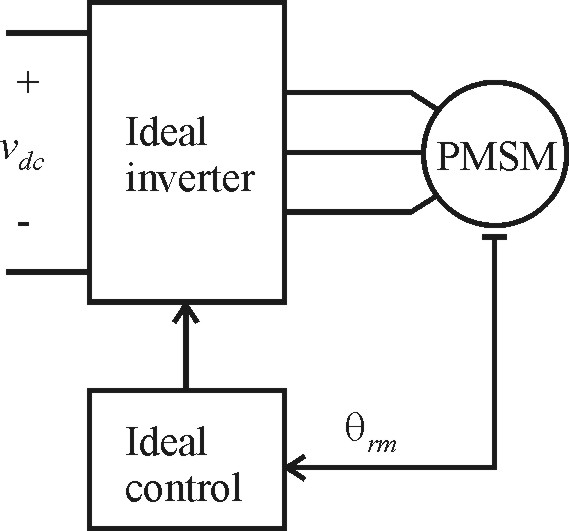 +
v_dc
-
Ideal
inverter
PMSM
θ_rm
Ideal
control